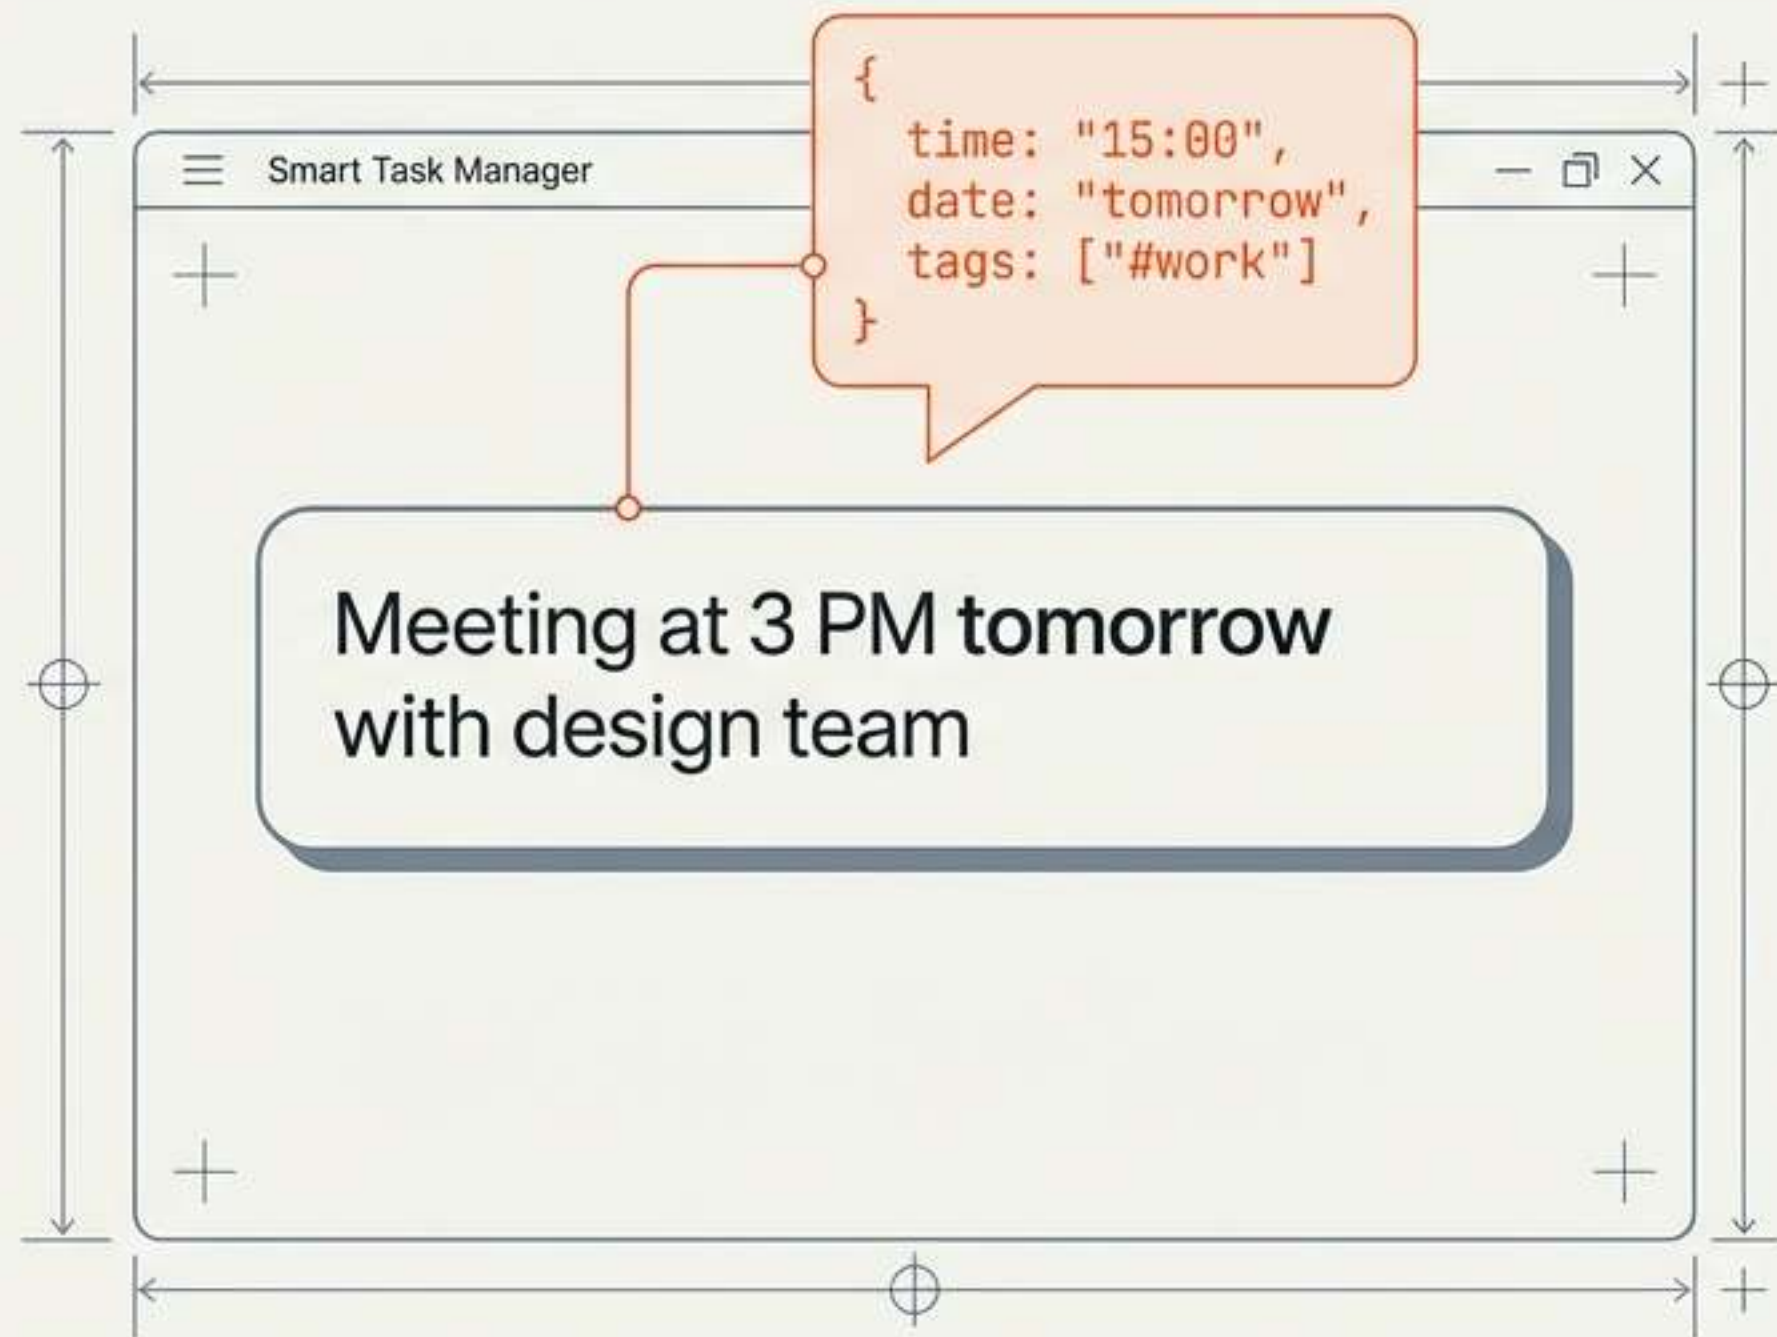 {
time: "15:00",
date: "tomorrow",
tags: ["#work"]
}
Smart Task Manager
Meeting at 3 PM tomorrow
with design team